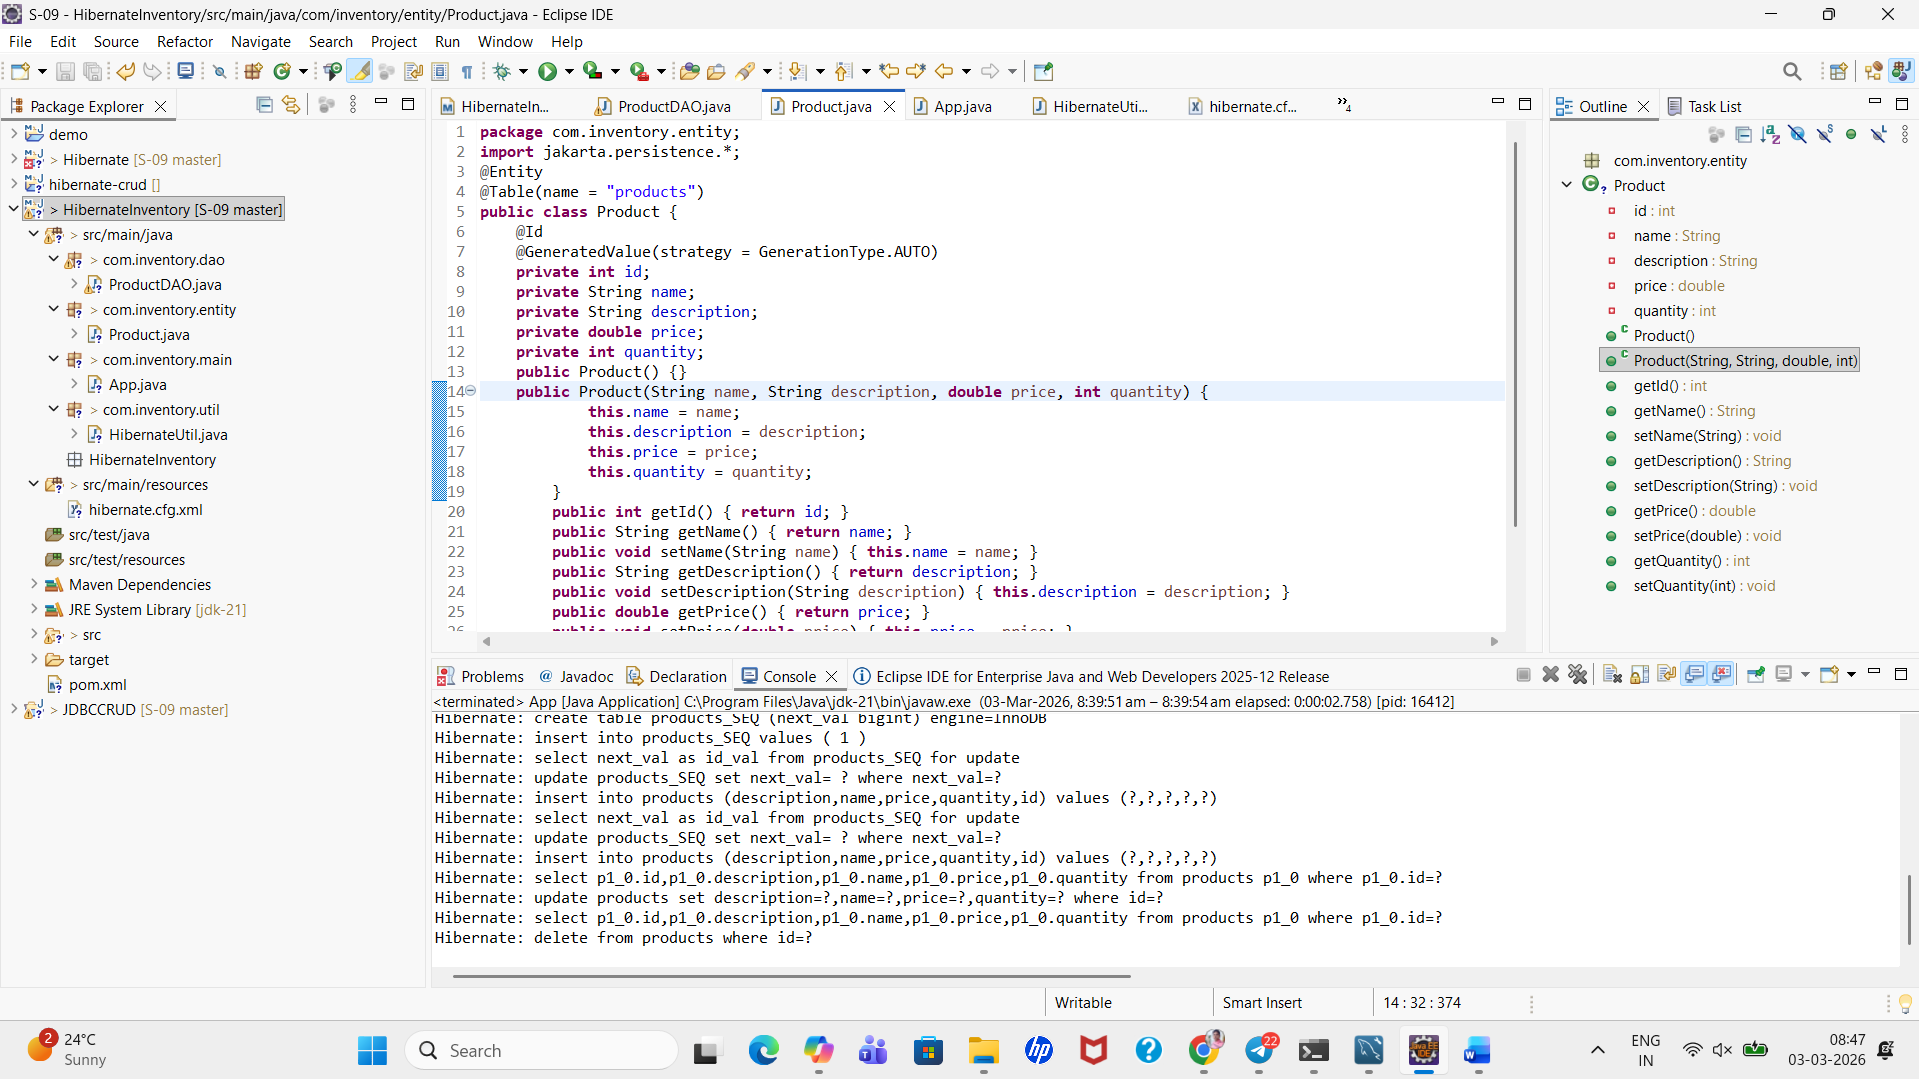 S-09 - HibernateInventory/src/main/java/com/inventory/entity/Product.java - Eclipse IDE
File Edit Source Refactor Navigate Search Project Run Window Help
Package Explorer
demo
> Hibernate [S-09 master]
hibernate-crud []
> HibernateInventory [S-09 master]
> src/main/java
> com.inventory.dao
ProductDAO.java
> com.inventory.entity
Product.java
> com.inventory.main
App.java
> com.inventory.util
HibernateUtil.java
HibernateInventory
> src/main/resources
hibernate.cfg.xml
src/test/java
src/test/resources
Maven Dependencies
JRE System Library [jdk-21]
> src
target
pom.xml
> JDBCCRUD [S-09 master]
HibernateIn... ProductDAO.java Product.java App.java HibernateUti... hibernate.cf... »4
1 package com.inventory.entity;
2 import jakarta.persistence.*;
3 @Entity
4 @Table(name = "products")
5 public class Product {
6 @Id
7 @GeneratedValue(strategy = GenerationType.AUTO)
8 private int id;
9 private String name;
10 private String description;
11 private double price;
12 private int quantity;
13 public Product() {}
14 public Product(String name, String description, double price, int quantity) {
15 this.name = name;
16 this.description = description;
17 this.price = price;
18 this.quantity = quantity;
19 }
20 public int getId() { return id; }
21 public String getName() { return name; }
22 public void setName(String name) { this.name = name; }
23 public String getDescription() { return description; }
24 public void setDescription(String description) { this.description = description; }
25 public double getPrice() { return price; }
26 public void setPrice(double price) { this.price = price; }
Outline Task List
com.inventory.entity
Product
id : int
name : String
description : String
price : double
quantity : int
Product()
Product(String, String, double, int)
getId() : int
getName() : String
setName(String) : void
getDescription() : String
setDescription(String) : void
getPrice() : double
setPrice(double) : void
getQuantity() : int
setQuantity(int) : void
Problems @ Javadoc Declaration Console Eclipse IDE for Enterprise Java and Web Developers 2025-12 Release
<terminated> App [Java Application] C:\Program Files\Java\jdk-21\bin\javaw.exe (03-Mar-2026, 8:39:51 am – 8:39:54 am elapsed: 0:00:02.758) [pid: 16412]
Hibernate: create table products_SEQ (next_val bigint) engine=InnoDB
Hibernate: insert into products_SEQ values ( 1 )
Hibernate: select next_val as id_val from products_SEQ for update
Hibernate: update products_SEQ set next_val= ? where next_val=?
Hibernate: insert into products (description,name,price,quantity,id) values (?,?,?,?,?)
Hibernate: select next_val as id_val from products_SEQ for update
Hibernate: update products_SEQ set next_val= ? where next_val=?
Hibernate: insert into products (description,name,price,quantity,id) values (?,?,?,?,?)
Hibernate: select p1_0.id,p1_0.description,p1_0.name,p1_0.price,p1_0.quantity from products p1_0 where p1_0.id=?
Hibernate: update products set description=?,name=?,price=?,quantity=? where id=?
Hibernate: select p1_0.id,p1_0.description,p1_0.name,p1_0.price,p1_0.quantity from products p1_0 where p1_0.id=?
Hibernate: delete from products where id=?
Writable Smart Insert 14 : 32 : 374
2 24°C
Sunny
Search
22
ENG
IN
08:47
03-03-2026